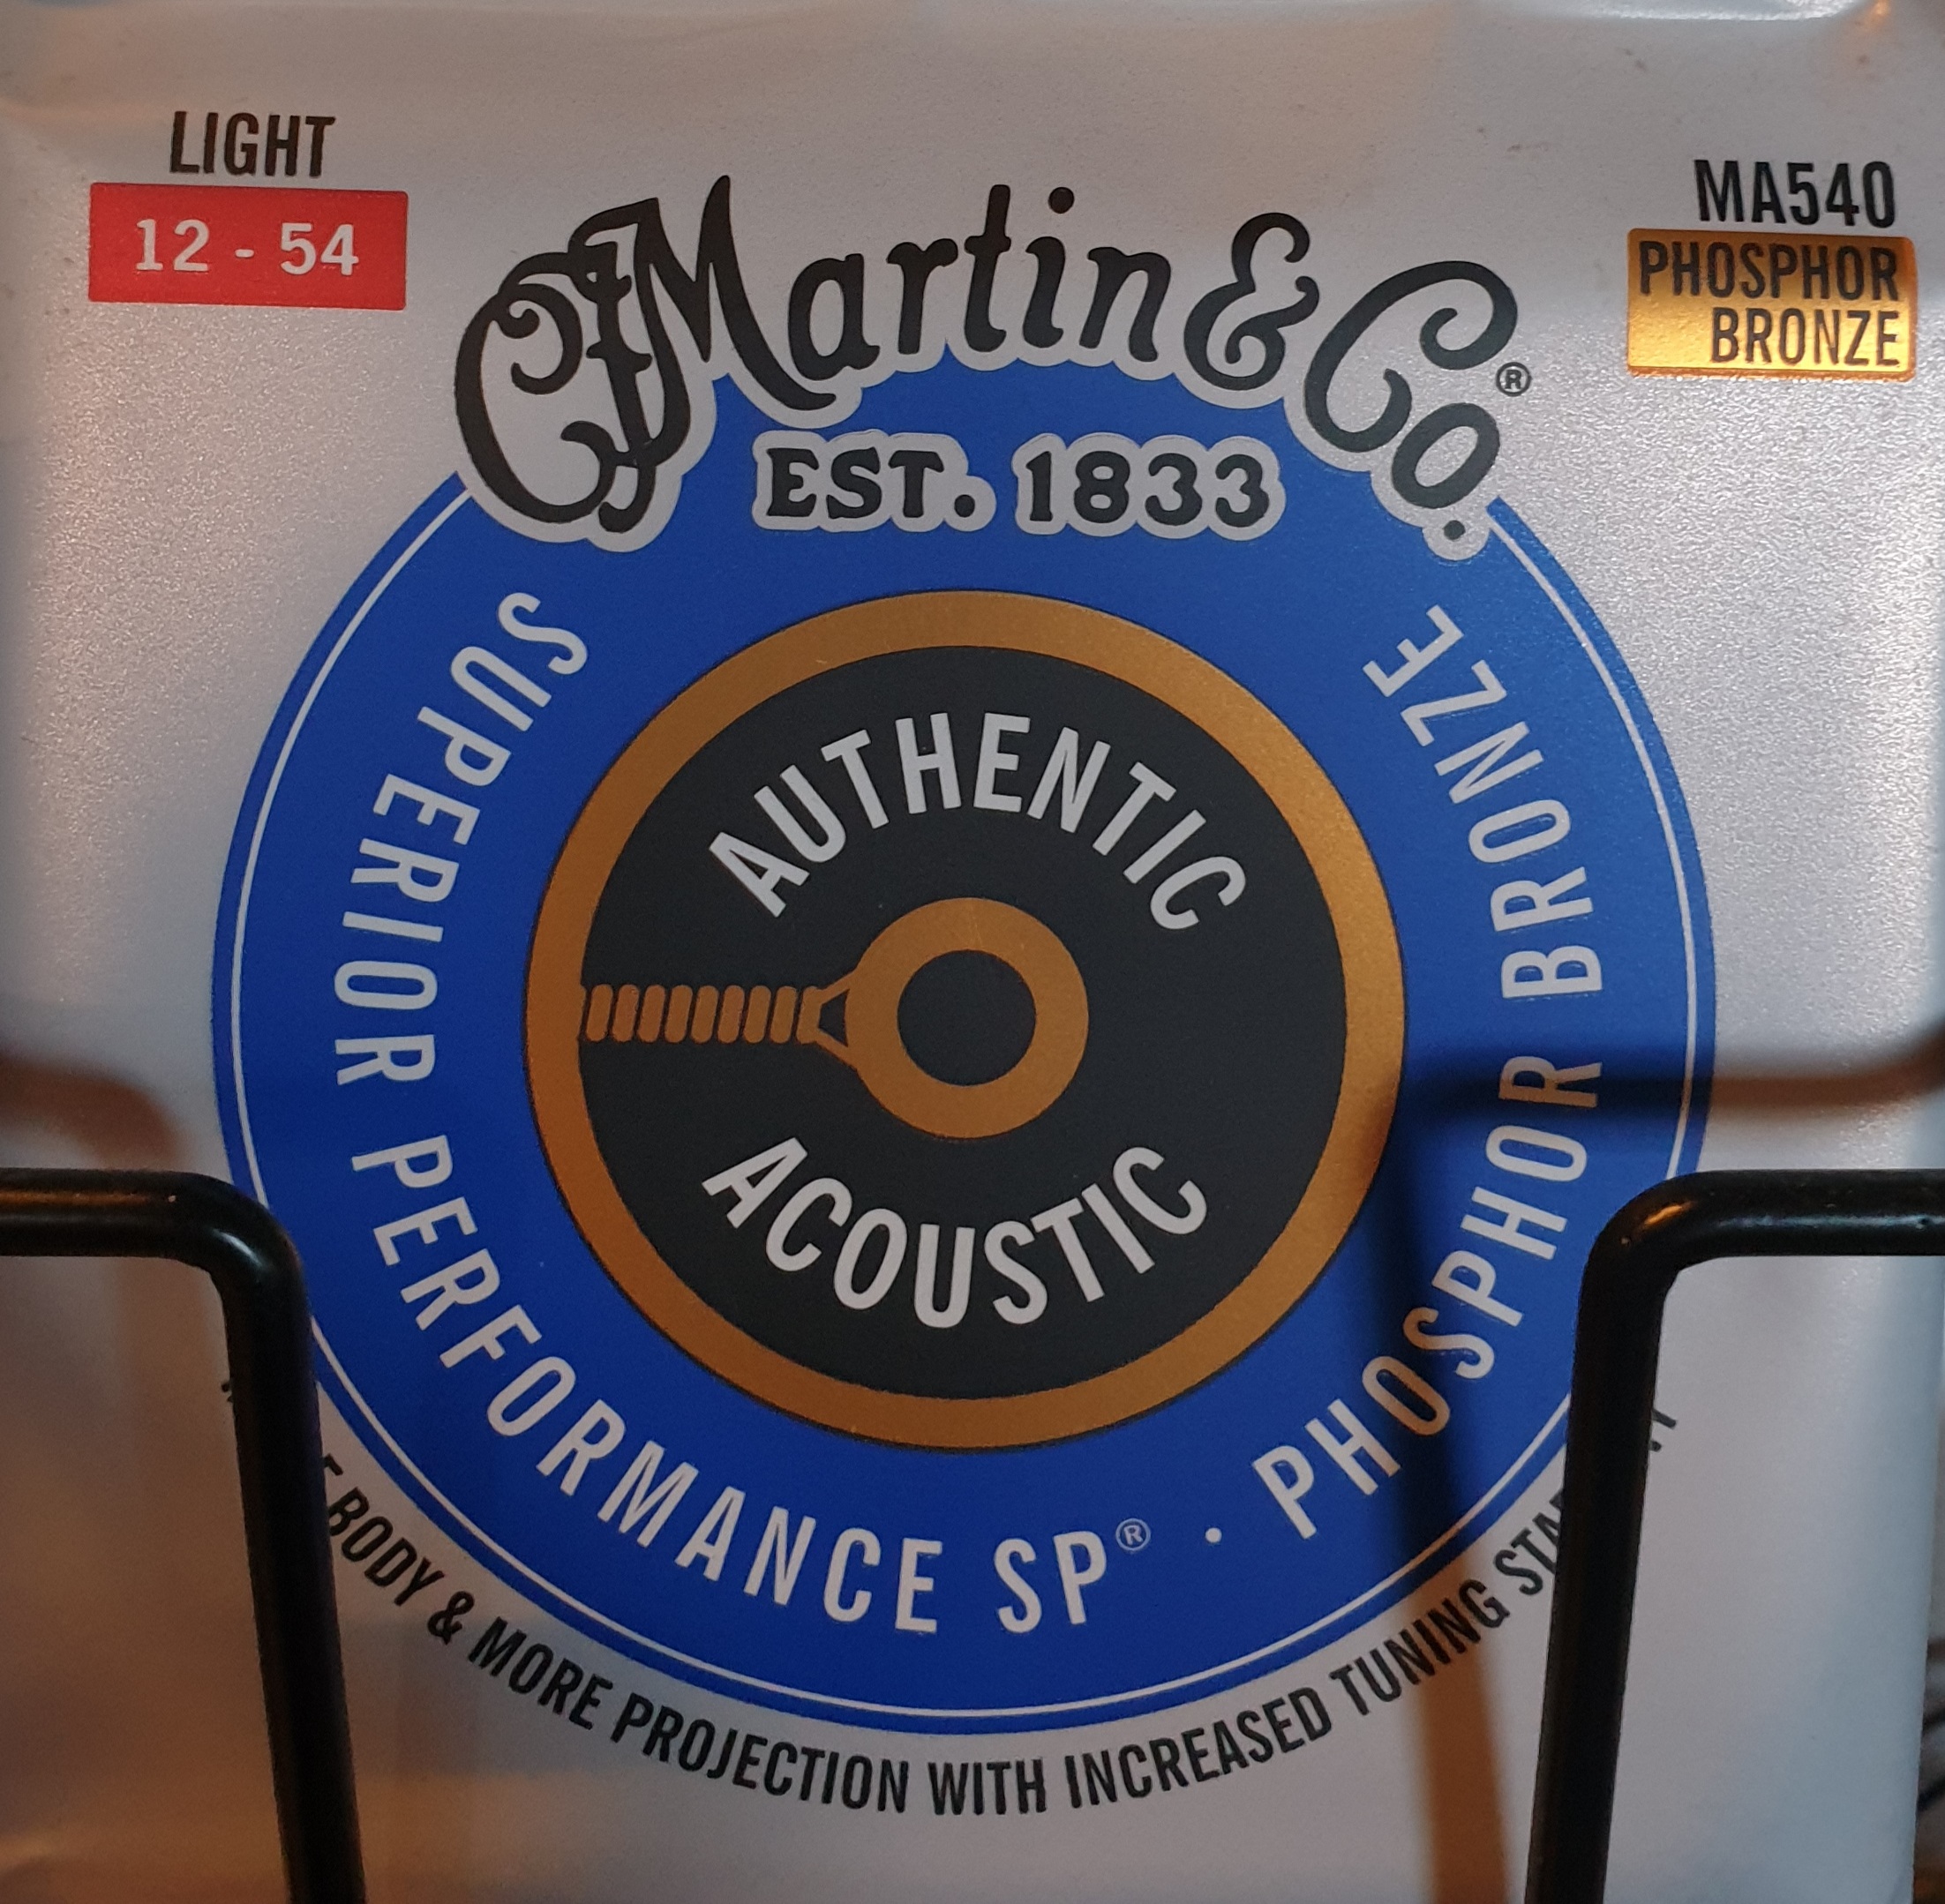 LIGHT
12 - 54
MA540
PHOSPHOR
BRONZE
CF Martin & Co.®
EST. 1833
SUPERIOR PERFORMANCE SP® · PHOSPHOR BRONZE
AUTHENTIC
ACOUSTIC
BODY & MORE PROJECTION WITH INCREASED TUNING